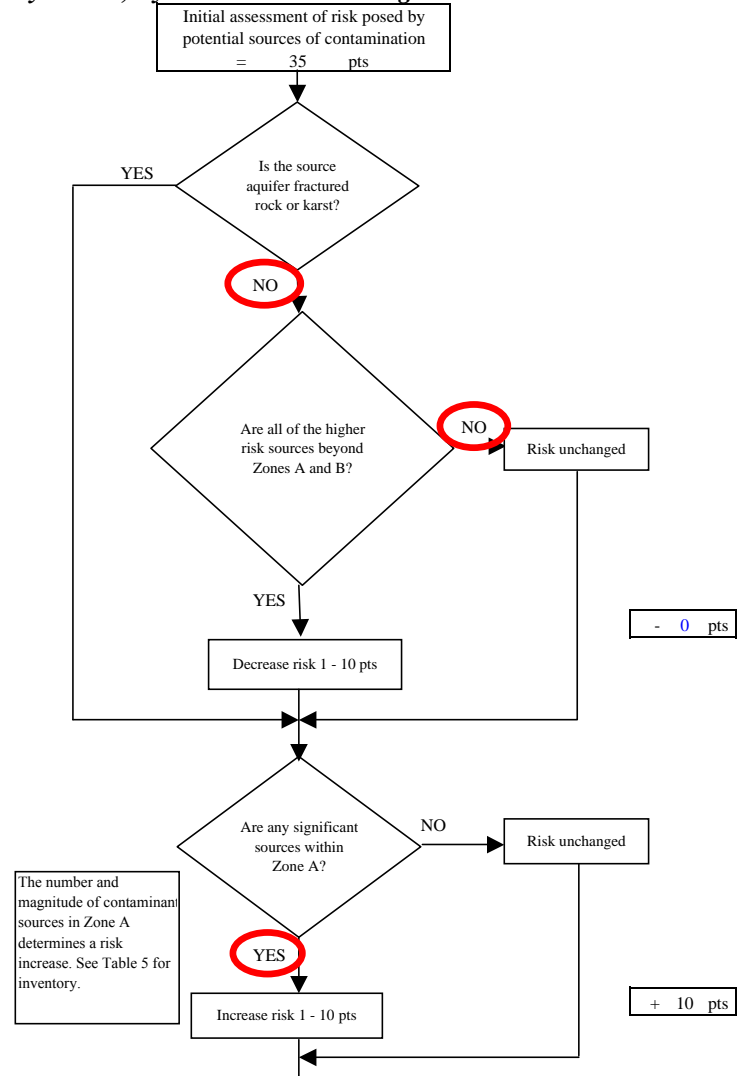 Initial assessment of risk posed by
potential sources of contamination
= 35 pts
YES
Is the source
aquifer fractured
rock or karst?
NO
Are all of the higher
risk sources beyond
Zones A and B?
NO
Risk unchanged
YES
- 0 pts
Decrease risk 1 - 10 pts
Are any significant
sources within
Zone A?
NO
Risk unchanged
The number and
magnitude of contaminant
sources in Zone A
determines a risk
increase. See Table 5 for
inventory.
YES
Increase risk 1 - 10 pts
+ 10 pts